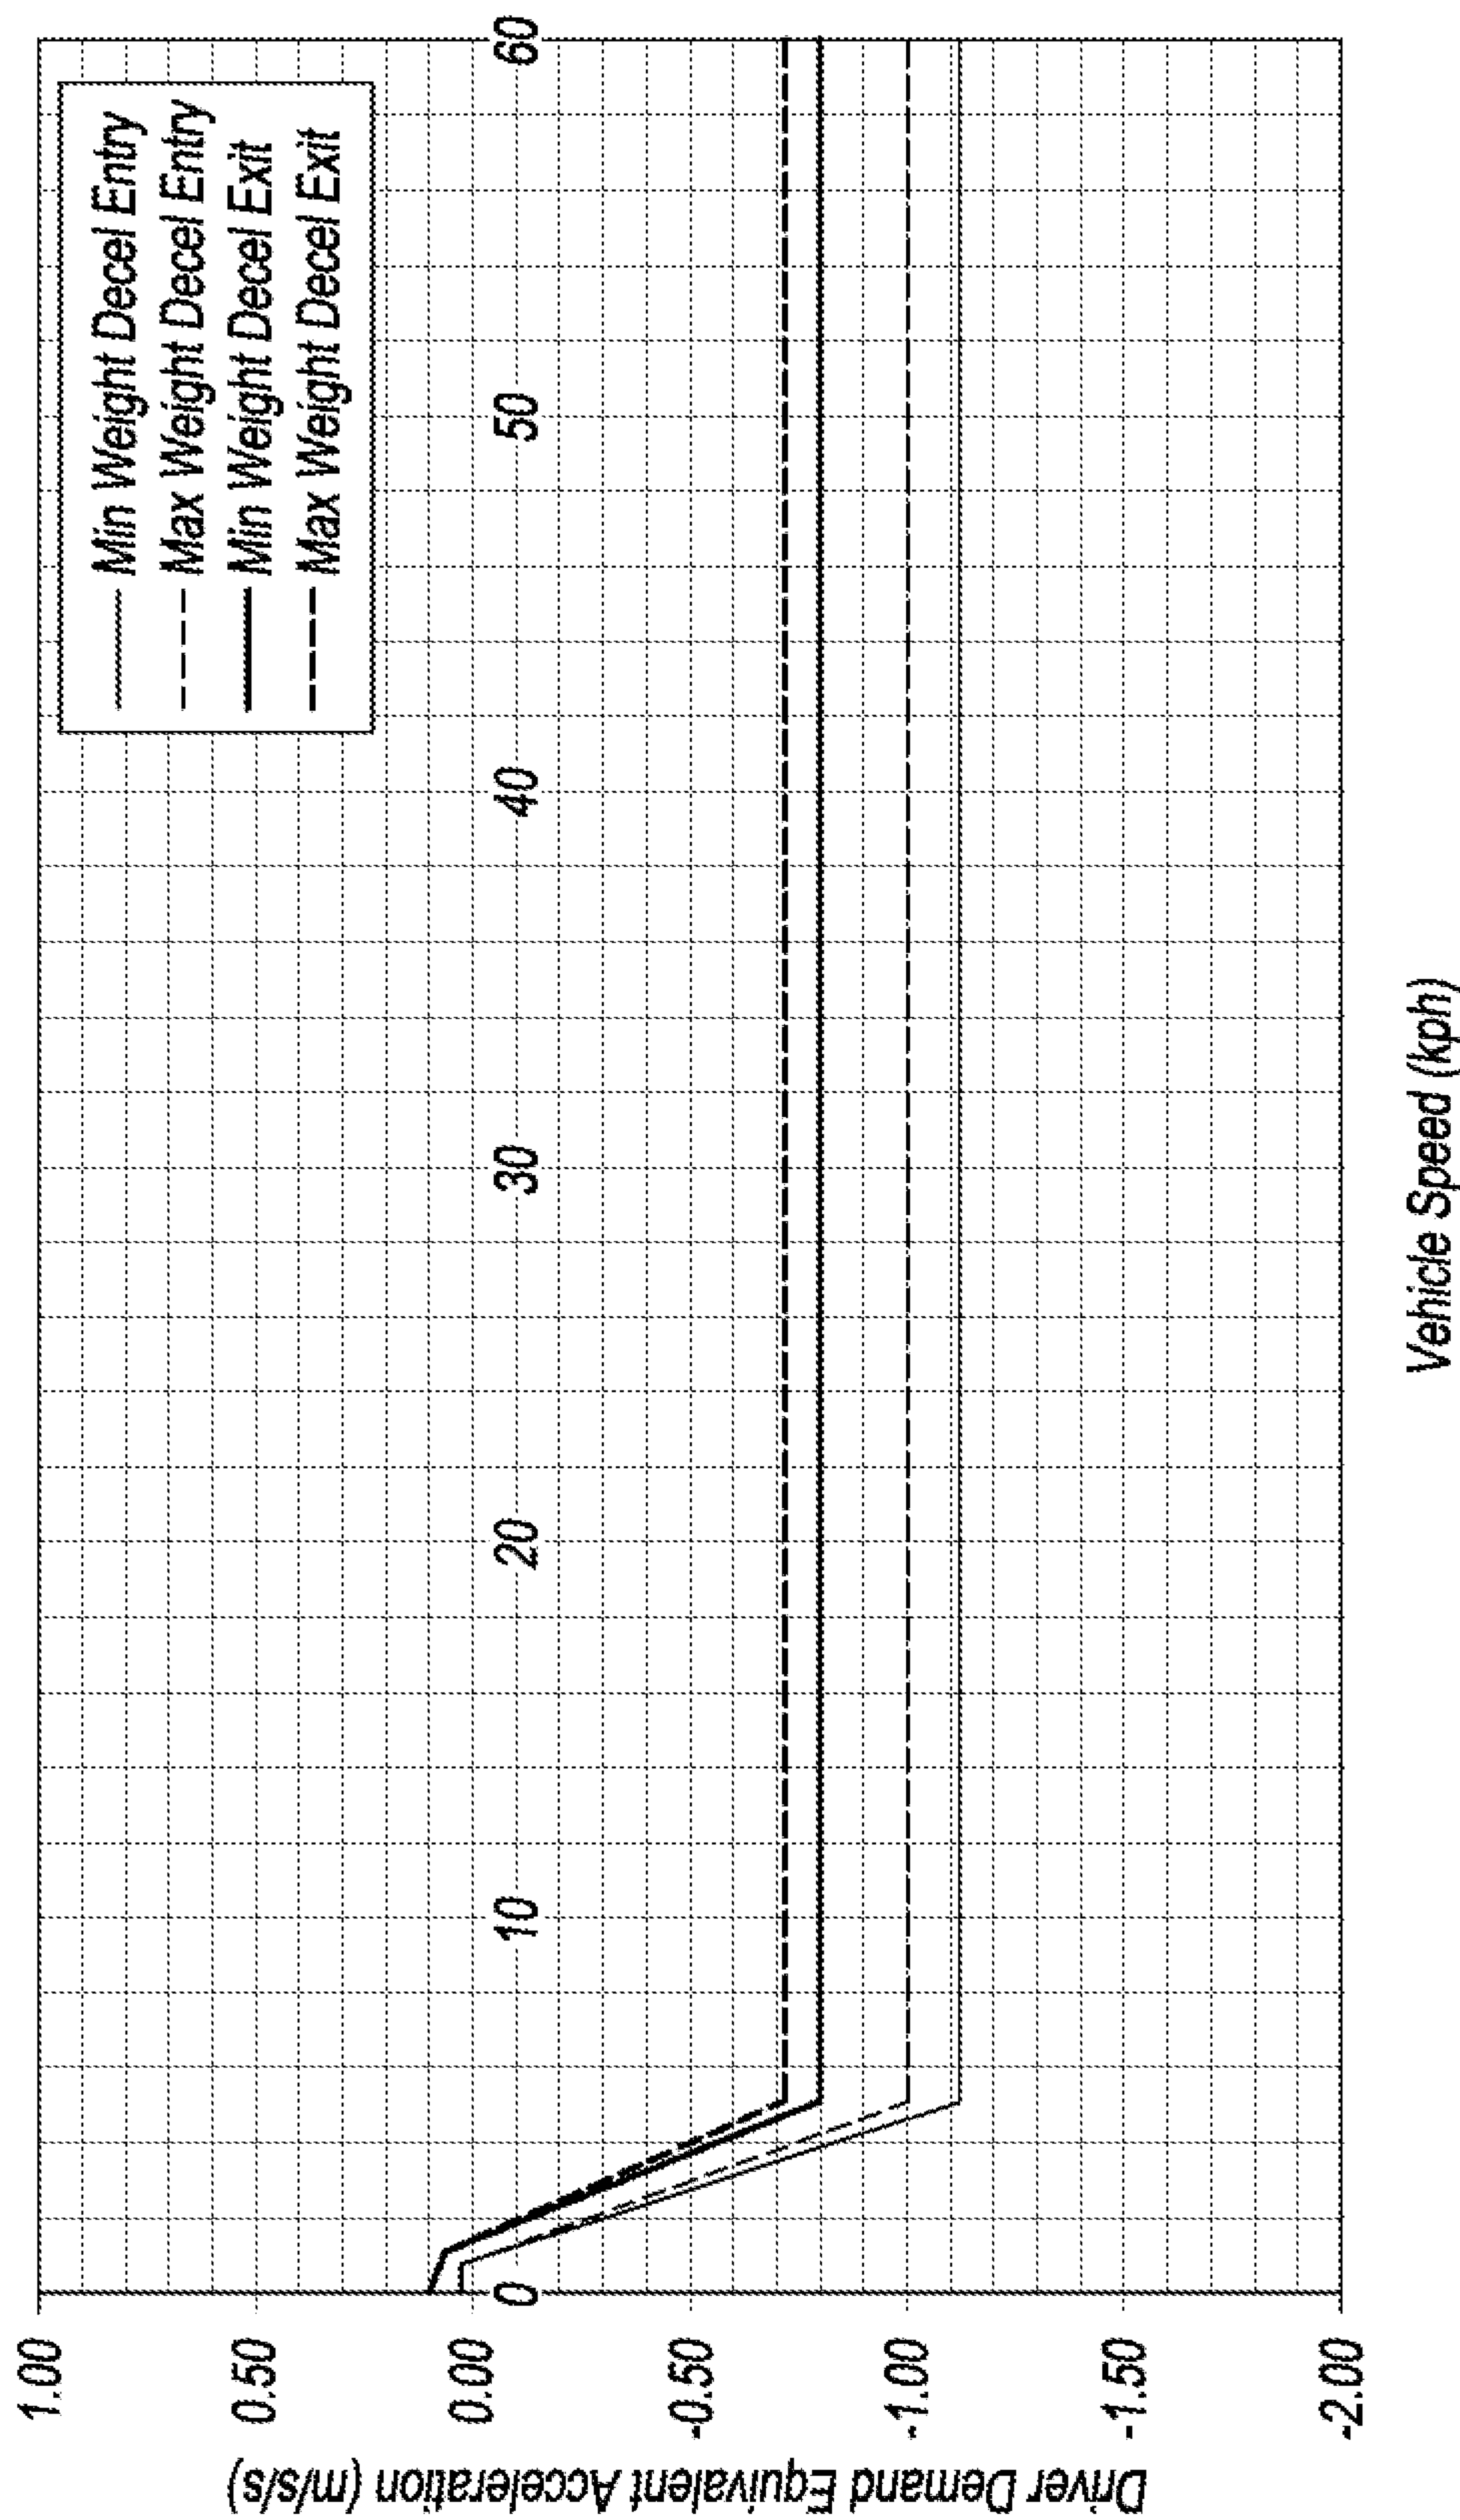 Min Weight Decel Entry
Max Weight Decel Entry
Min Weight Decel Exit
Max Weight Decel Exit
1.00
0.50
0.00
-0.50
-1.00
-1.50
-2.00
0
10
20
30
40
50
60
Driver Demand Equivalent Acceleration (m/s/s)
Vehicle Speed (kph)